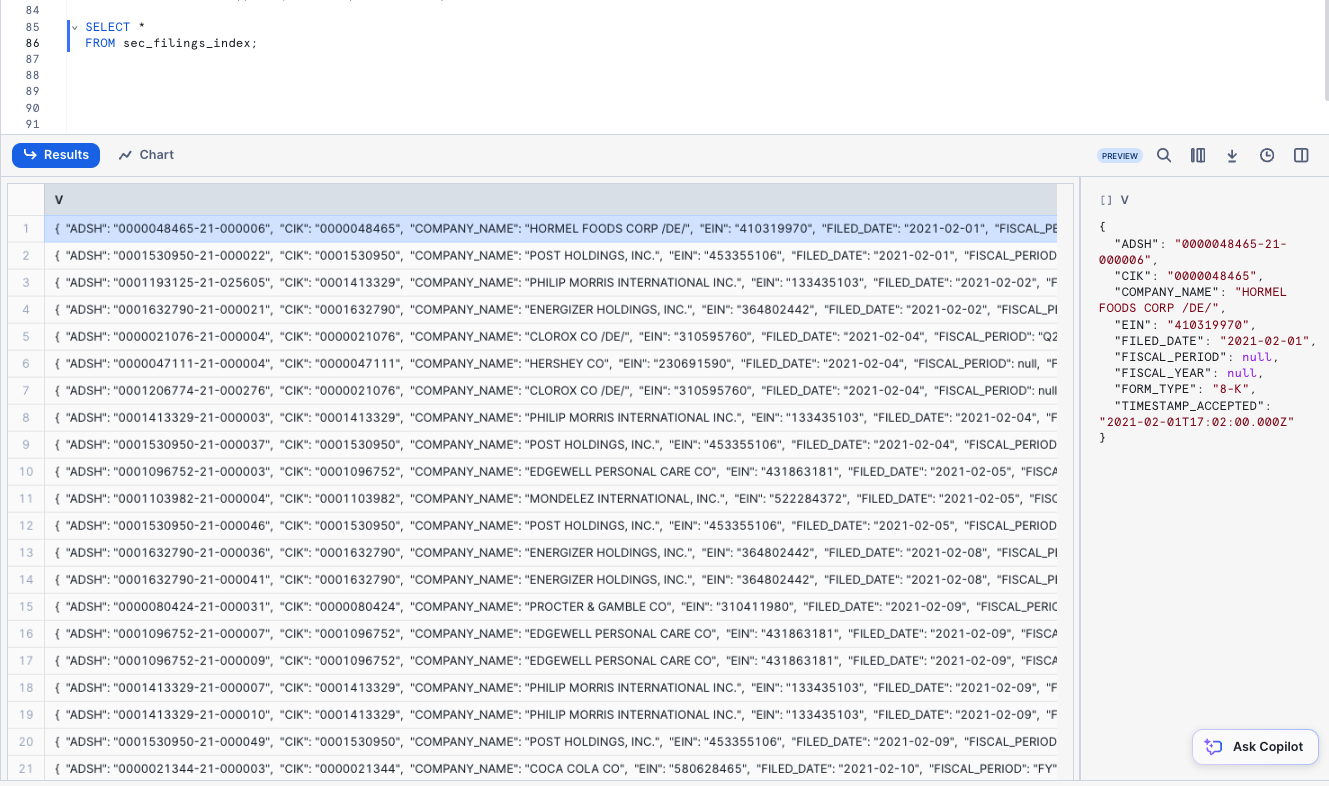 84
85 SELECT *
86 FROM sec_filings_index;
87
88
89
90
91
Results Chart PREVIEW
V
1 { "ADSH": "0000048465-21-000006", "CIK": "0000048465", "COMPANY_NAME": "HORMEL FOODS CORP /DE/", "EIN": "410319970", "FILED_DATE": "2021-02-01", "FISCAL_PE
2 { "ADSH": "0001530950-21-000022", "CIK": "0001530950", "COMPANY_NAME": "POST HOLDINGS, INC.", "EIN": "453355106", "FILED_DATE": "2021-02-01", "FISCAL_PERIOD
3 { "ADSH": "0001193125-21-025605", "CIK": "0001413329", "COMPANY_NAME": "PHILIP MORRIS INTERNATIONAL INC.", "EIN": "133435103", "FILED_DATE": "2021-02-02", "F
4 { "ADSH": "0001632790-21-000021", "CIK": "0001632790", "COMPANY_NAME": "ENERGIZER HOLDINGS, INC.", "EIN": "364802442", "FILED_DATE": "2021-02-02", "FISCAL_P
5 { "ADSH": "0000021076-21-000004", "CIK": "0000021076", "COMPANY_NAME": "CLOROX CO /DE/", "EIN": "310595760", "FILED_DATE": "2021-02-04", "FISCAL_PERIOD": "Q2
6 { "ADSH": "0000047111-21-000004", "CIK": "0000047111", "COMPANY_NAME": "HERSHEY CO", "EIN": "230691590", "FILED_DATE": "2021-02-04", "FISCAL_PERIOD": null, "F
7 { "ADSH": "0001206774-21-000276", "CIK": "0000021076", "COMPANY_NAME": "CLOROX CO /DE/", "EIN": "310595760", "FILED_DATE": "2021-02-04", "FISCAL_PERIOD": null
8 { "ADSH": "0001413329-21-000003", "CIK": "0001413329", "COMPANY_NAME": "PHILIP MORRIS INTERNATIONAL INC.", "EIN": "133435103", "FILED_DATE": "2021-02-04", "F
9 { "ADSH": "0001530950-21-000037", "CIK": "0001530950", "COMPANY_NAME": "POST HOLDINGS, INC.", "EIN": "453355106", "FILED_DATE": "2021-02-04", "FISCAL_PERIOD
10 { "ADSH": "0001096752-21-000003", "CIK": "0001096752", "COMPANY_NAME": "EDGEWELL PERSONAL CARE CO", "EIN": "431863181", "FILED_DATE": "2021-02-05", "FISCA
11 { "ADSH": "0001103982-21-000004", "CIK": "0001103982", "COMPANY_NAME": "MONDELEZ INTERNATIONAL, INC.", "EIN": "522284372", "FILED_DATE": "2021-02-05", "FISC
12 { "ADSH": "0001530950-21-000046", "CIK": "0001530950", "COMPANY_NAME": "POST HOLDINGS, INC.", "EIN": "453355106", "FILED_DATE": "2021-02-05", "FISCAL_PERIOD
13 { "ADSH": "0001632790-21-000036", "CIK": "0001632790", "COMPANY_NAME": "ENERGIZER HOLDINGS, INC.", "EIN": "364802442", "FILED_DATE": "2021-02-08", "FISCAL_P
14 { "ADSH": "0001632790-21-000041", "CIK": "0001632790", "COMPANY_NAME": "ENERGIZER HOLDINGS, INC.", "EIN": "364802442", "FILED_DATE": "2021-02-08", "FISCAL_P
15 { "ADSH": "0000080424-21-000031", "CIK": "0000080424", "COMPANY_NAME": "PROCTER & GAMBLE CO", "EIN": "310411980", "FILED_DATE": "2021-02-09", "FISCAL_PERIO
16 { "ADSH": "0001096752-21-000007", "CIK": "0001096752", "COMPANY_NAME": "EDGEWELL PERSONAL CARE CO", "EIN": "431863181", "FILED_DATE": "2021-02-09", "FISCA
17 { "ADSH": "0001096752-21-000009", "CIK": "0001096752", "COMPANY_NAME": "EDGEWELL PERSONAL CARE CO", "EIN": "431863181", "FILED_DATE": "2021-02-09", "FISCA
18 { "ADSH": "0001413329-21-000007", "CIK": "0001413329", "COMPANY_NAME": "PHILIP MORRIS INTERNATIONAL INC.", "EIN": "133435103", "FILED_DATE": "2021-02-09", "F
19 { "ADSH": "0001413329-21-000010", "CIK": "0001413329", "COMPANY_NAME": "PHILIP MORRIS INTERNATIONAL INC.", "EIN": "133435103", "FILED_DATE": "2021-02-09", "F
20 { "ADSH": "0001530950-21-000049", "CIK": "0001530950", "COMPANY_NAME": "POST HOLDINGS, INC.", "EIN": "453355106", "FILED_DATE": "2021-02-09", "FISCAL_PERIOD
21 { "ADSH": "0000021344-21-000003", "CIK": "0000021344", "COMPANY_NAME": "COCA COLA CO", "EIN": "580628465", "FILED_DATE": "2021-02-10", "FISCAL_PERIOD": "FY"
[] V
{
"ADSH": "0000048465-21-
000006",
"CIK": "0000048465",
"COMPANY_NAME": "HORMEL
FOODS CORP /DE/",
"EIN": "410319970",
"FILED_DATE": "2021-02-01",
"FISCAL_PERIOD": null,
"FISCAL_YEAR": null,
"FORM_TYPE": "8-K",
"TIMESTAMP_ACCEPTED":
"2021-02-01T17:02:00.000Z"
}
Ask Copilot